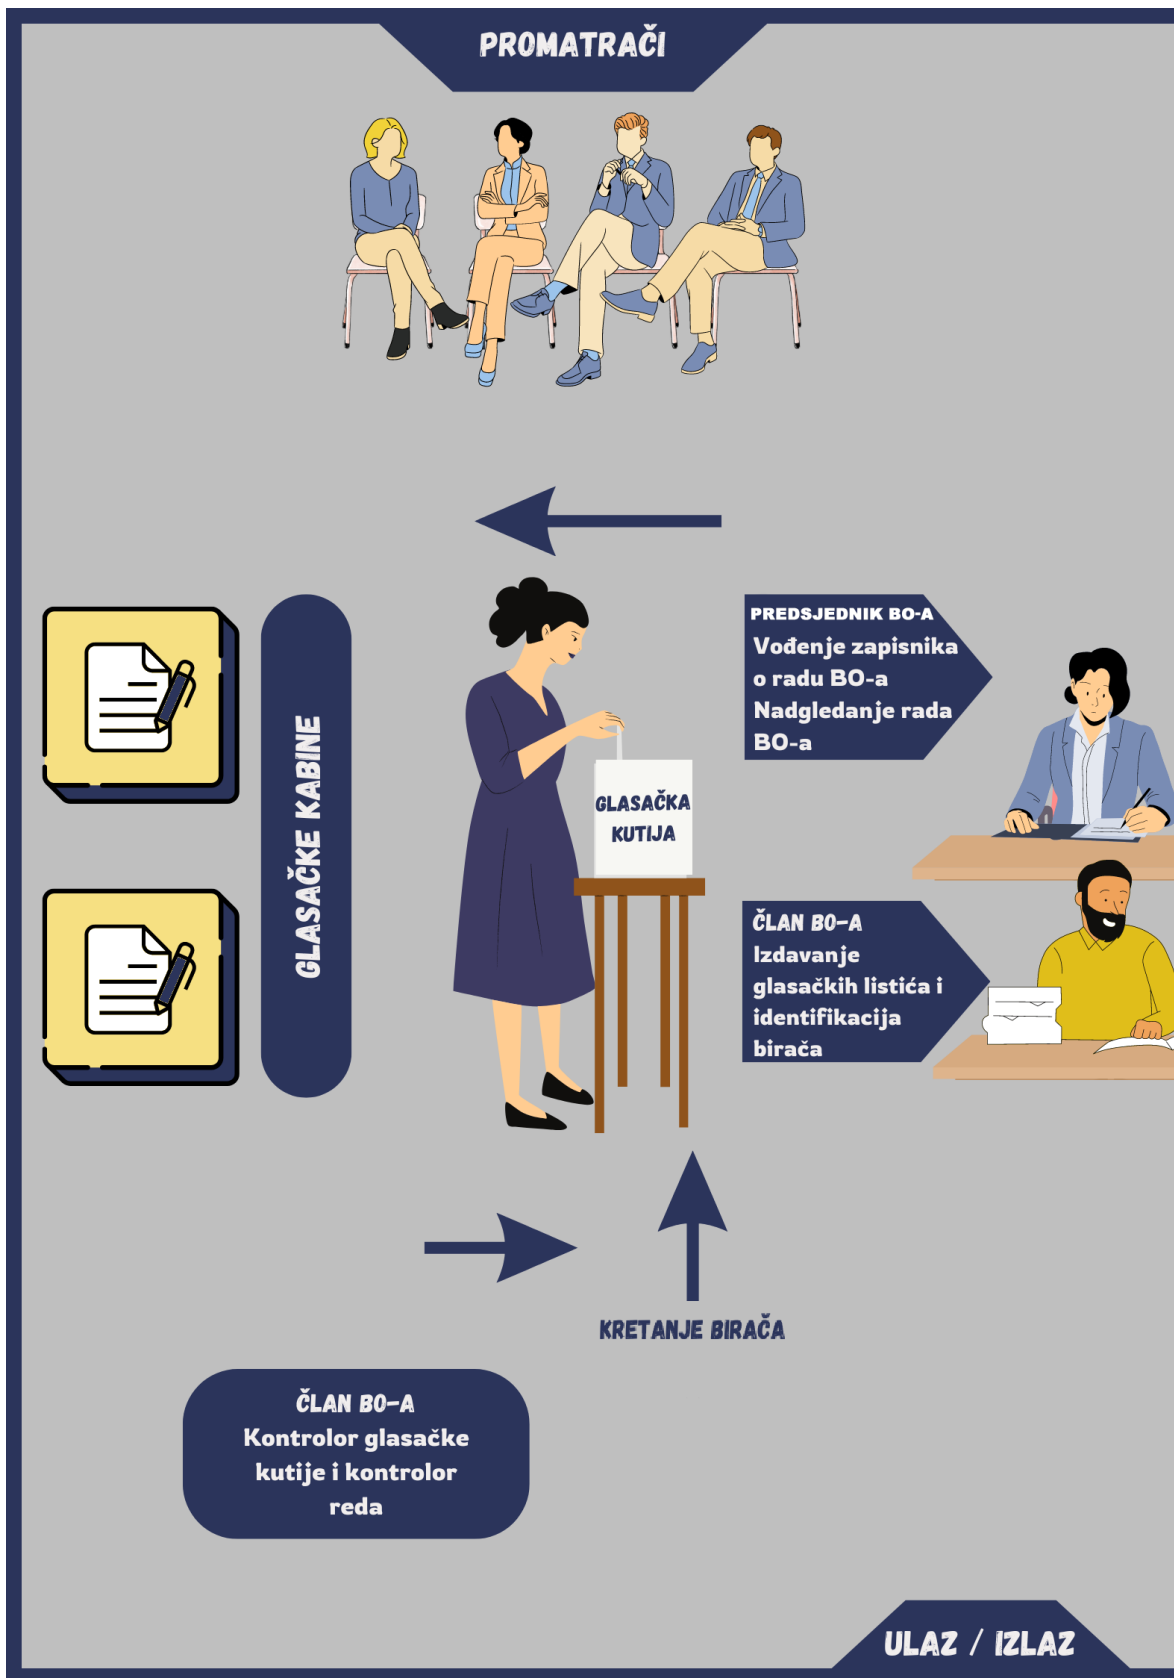 PROMATRAČI
PREDSJEDNIK BO-A
Vođenje zapisnika
o radu BO-a
Nadgledanje rada
BO-a
GLASAČKE KABINE
GLASAČKA
KUTIJA
ČLAN BO-A
Izdavanje
glasačkih listića i
identifikacija
birača
KRETANJE BIRAČA
ČLAN BO-A
Kontrolor glasačke
kutije i kontrolor
reda
ULAZ / IZLAZ